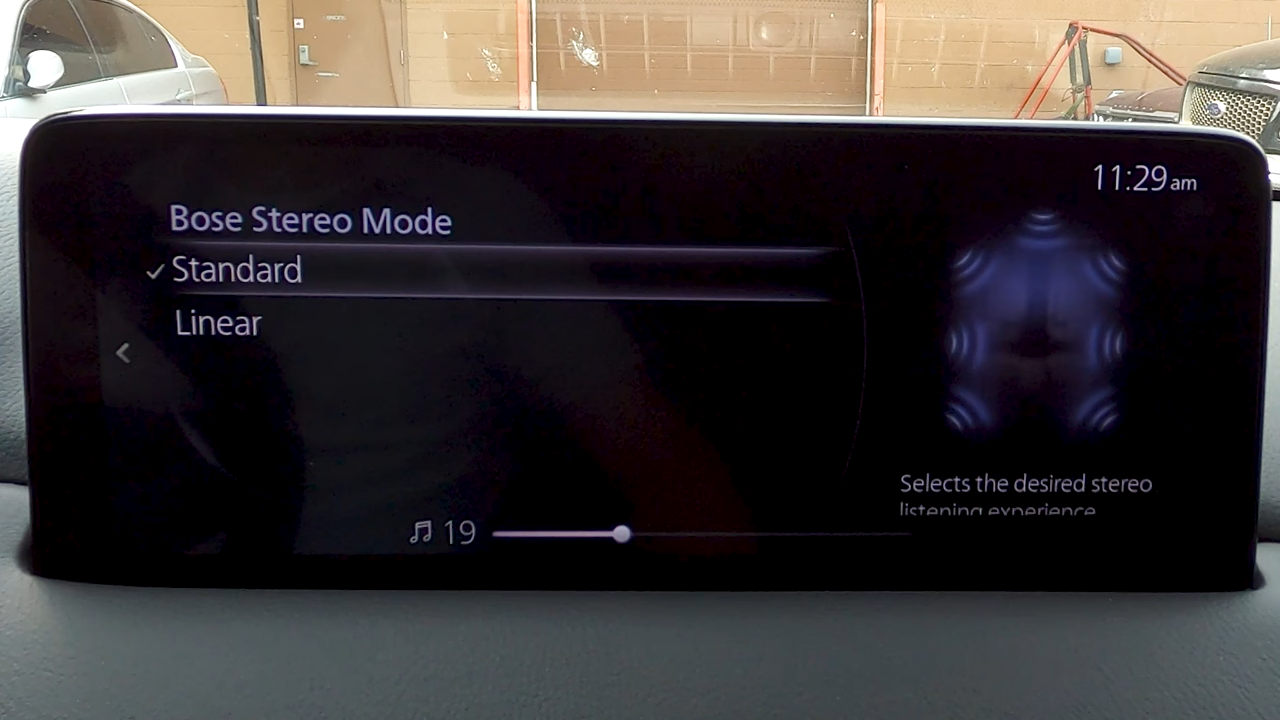 11:29 am
Bose Stereo Mode
Standard
Linear
Selects the desired stereo
listening experience
19